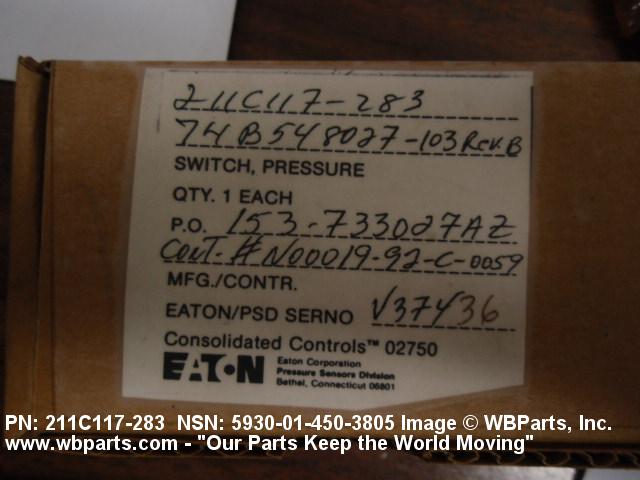 211C117-283
74B548027-103 Rev. B
SWITCH, PRESSURE
QTY. 1 EACH
P.O. 153-733027AZ
CONT. # N00019-92-C-0059
MFG./CONTR.
EATON/PSD SERNO V37436
Consolidated Controls™ 02750
EATON
Eaton Corporation
Pressure Sensors Division
Bethel, Connecticut 06801
PN: 211C117-283 NSN: 5930-01-450-3805 Image © WBParts, Inc.
www.wbparts.com - "Our Parts Keep the World Moving"